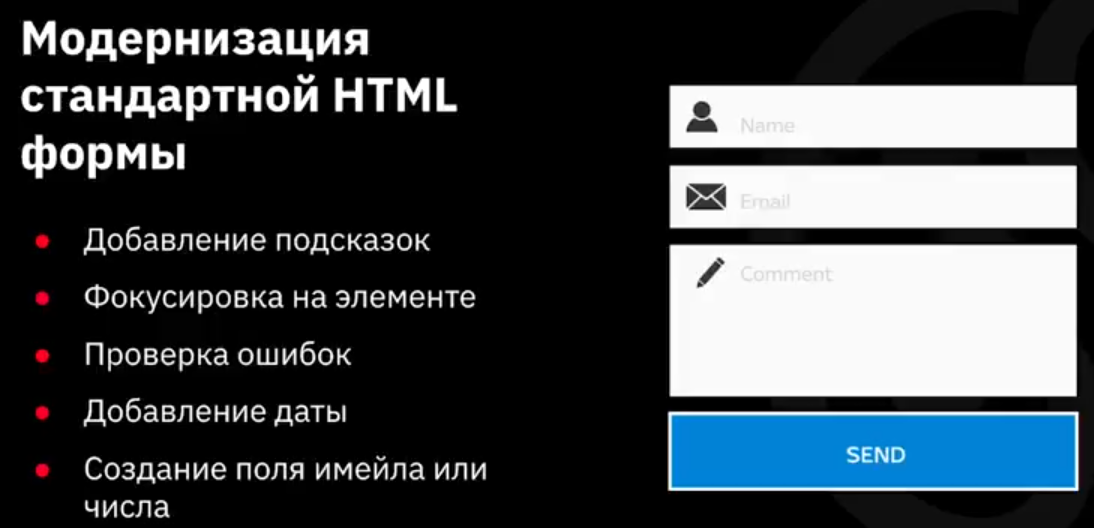 Модернизация
стандартной HTML
формы
Добавление подсказок
Фокусировка на элементе
Проверка ошибок
Добавление даты
Создание поля имейла или
числа
Name
Email
Comment
SEND